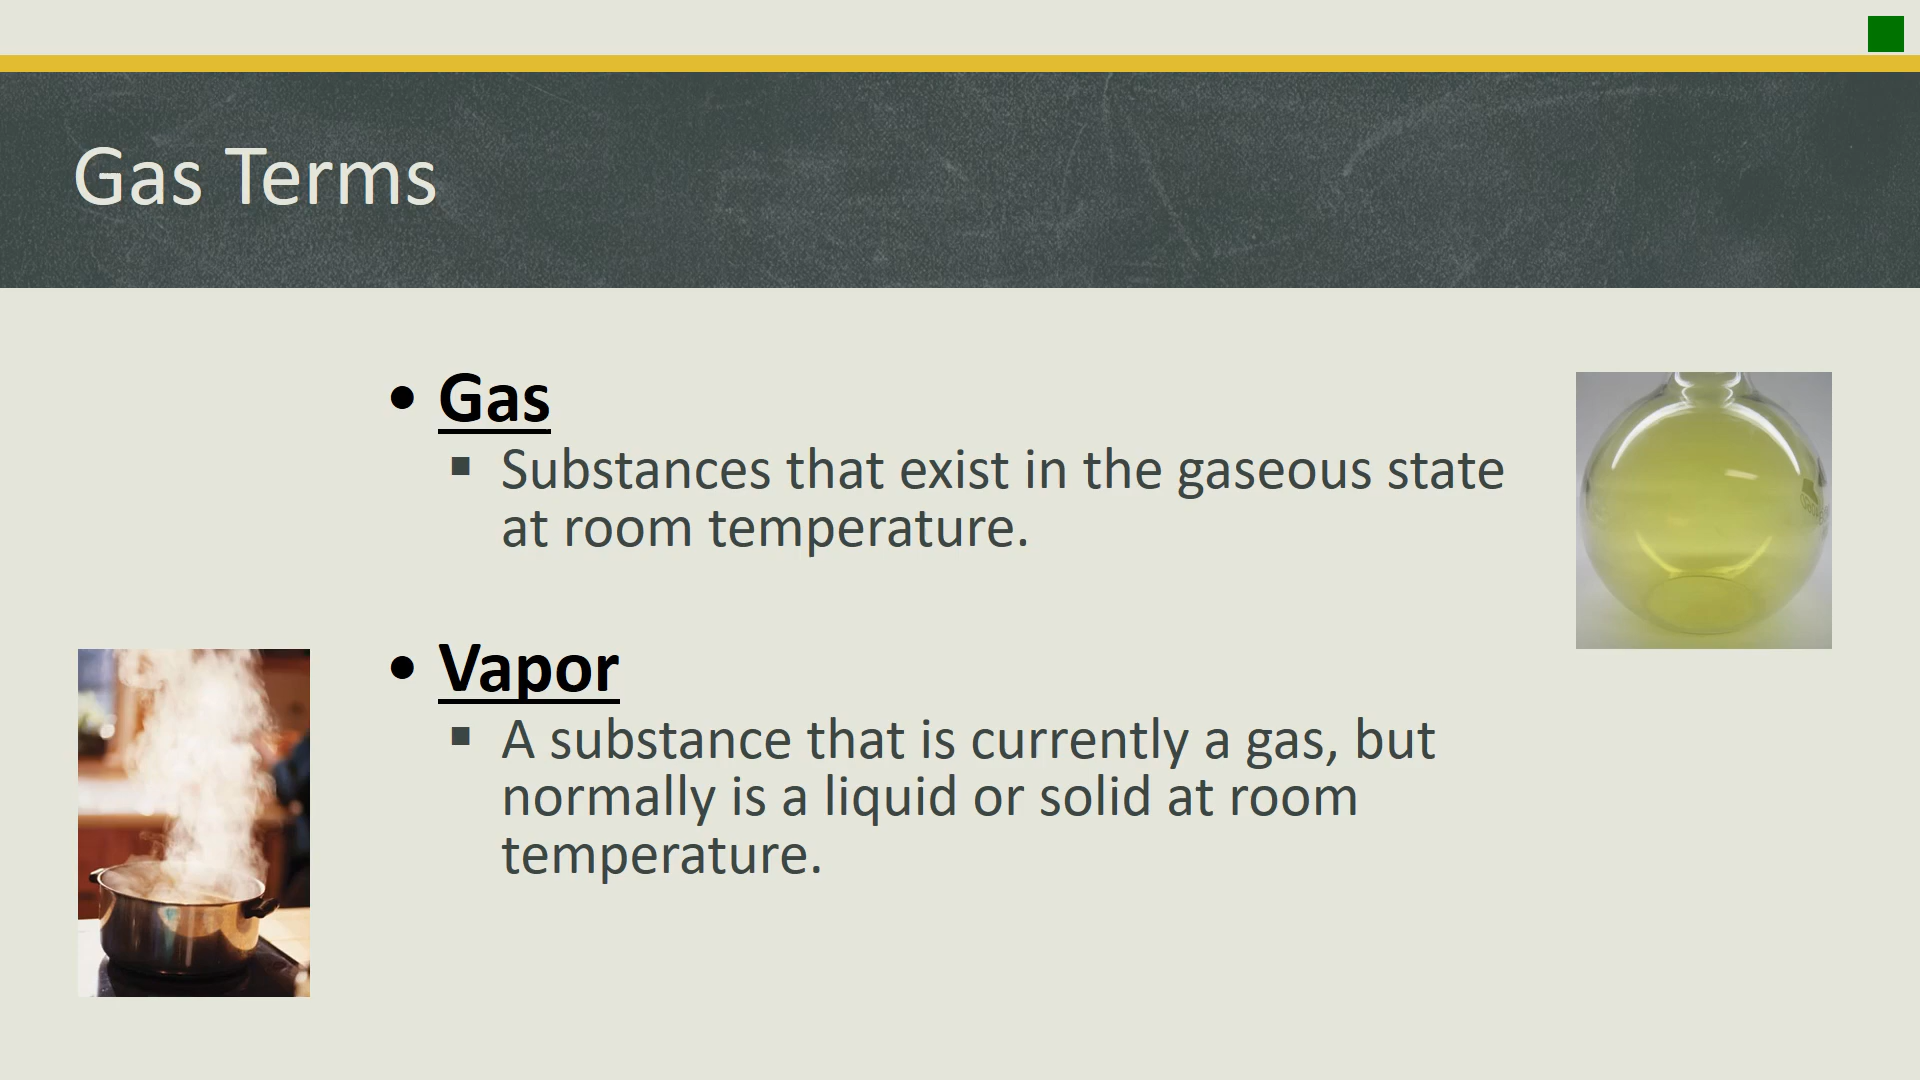 Gas Terms
• Gas
▪ Substances that exist in the gaseous state
at room temperature.
• Vapor
▪ A substance that is currently a gas, but
normally is a liquid or solid at room
temperature.